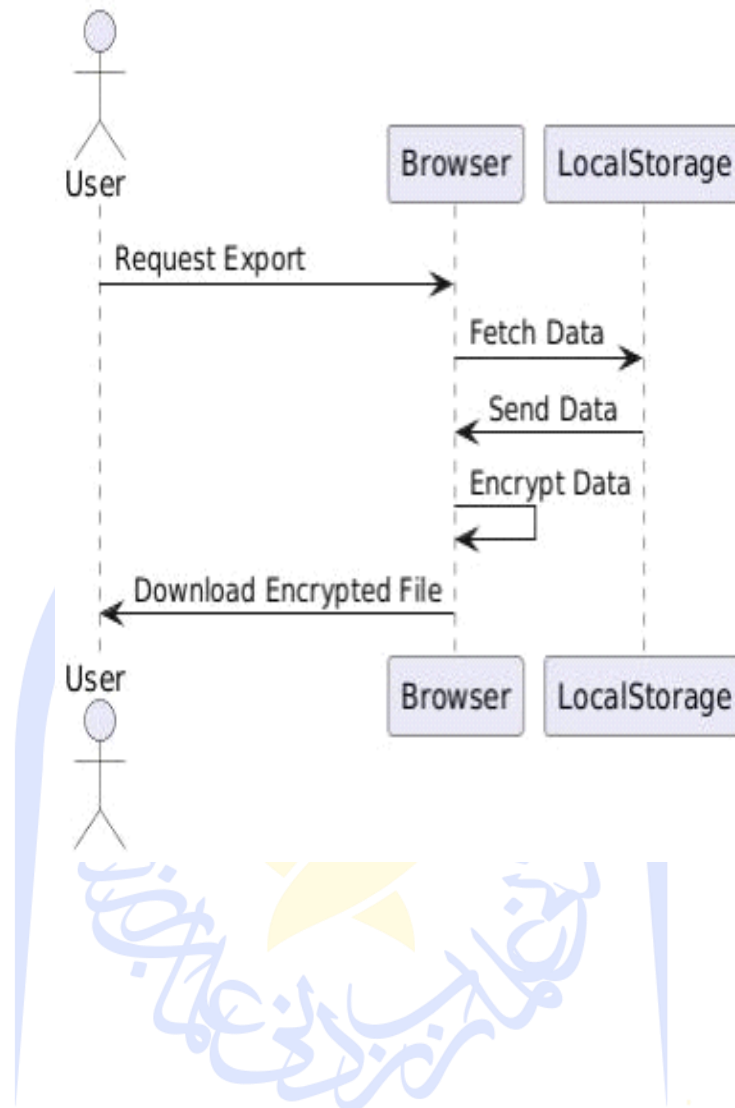 User
Browser
LocalStorage
Request Export
Fetch Data
Send Data
Encrypt Data
Download Encrypted File
User
Browser
LocalStorage